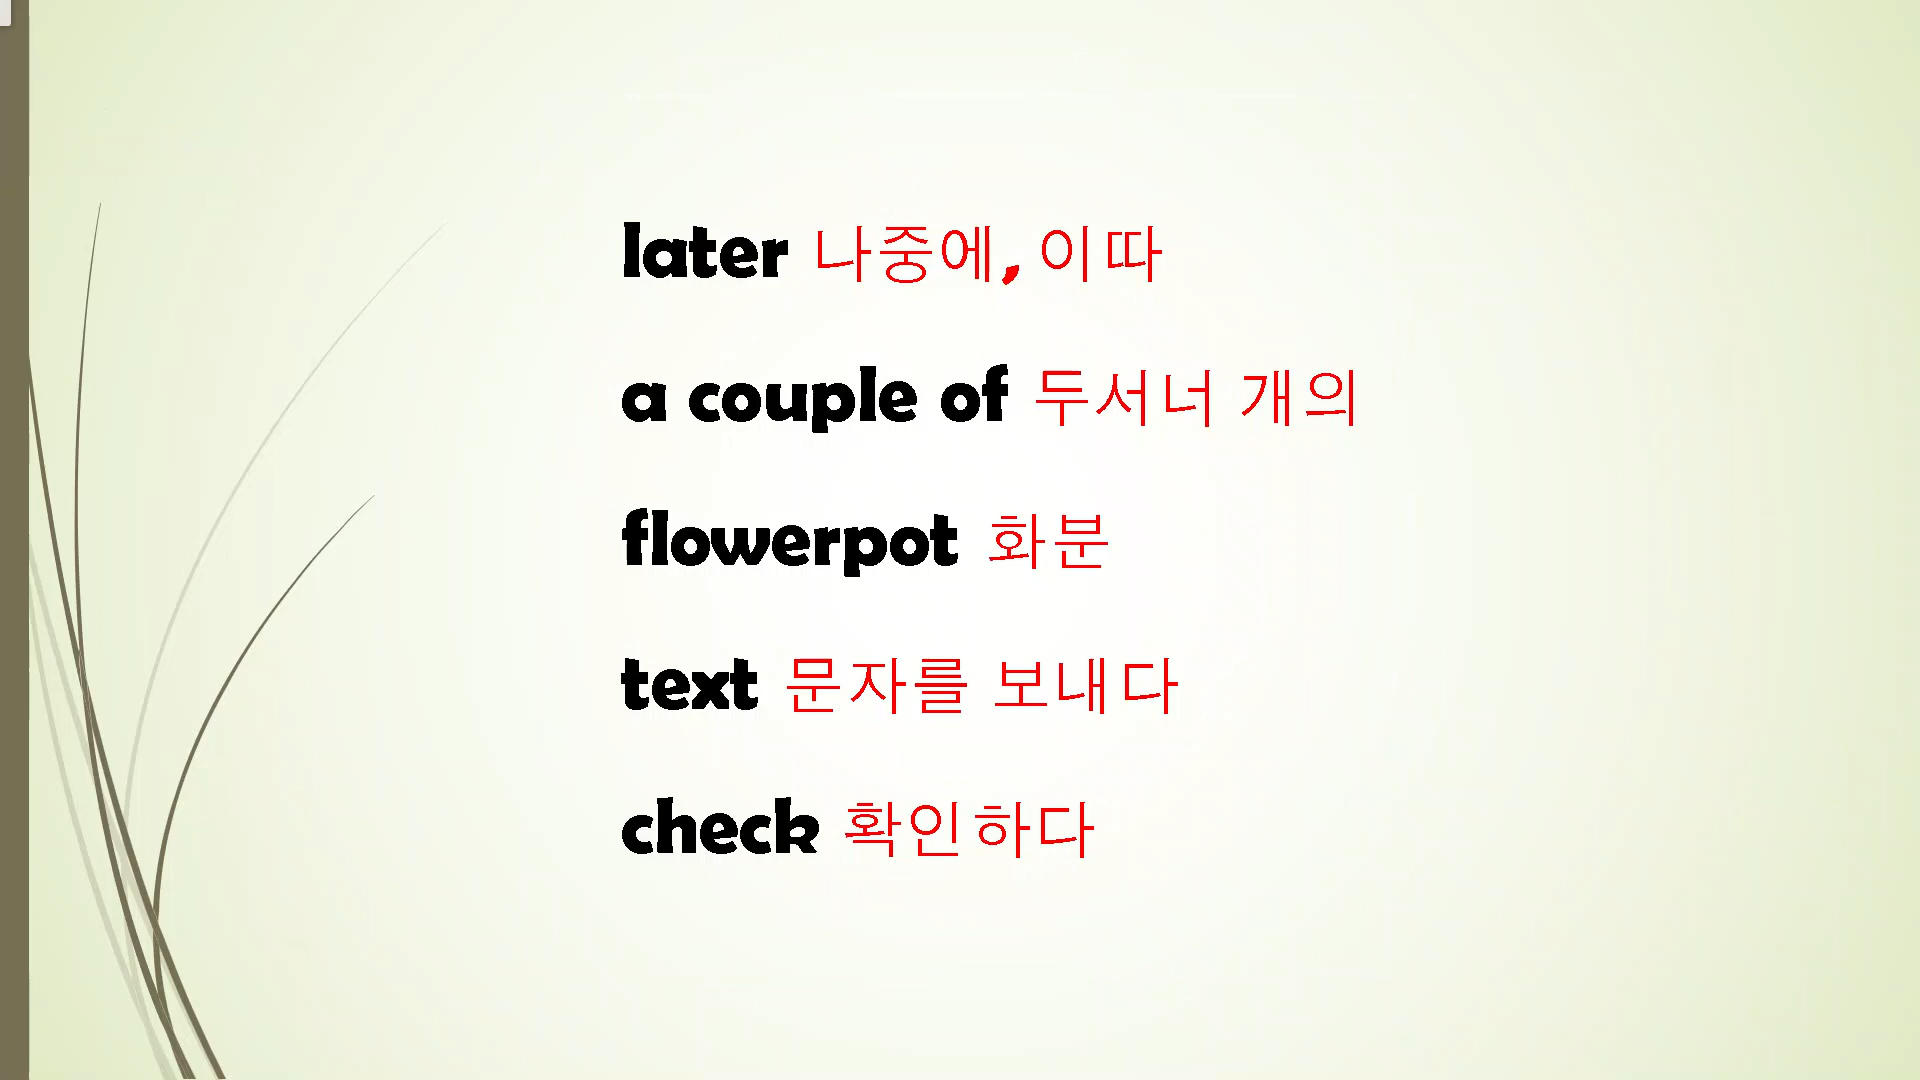 later 나중에, 이따
a couple of 두서너 개의
flowerpot 화분
text 문자를 보내다
check 확인하다